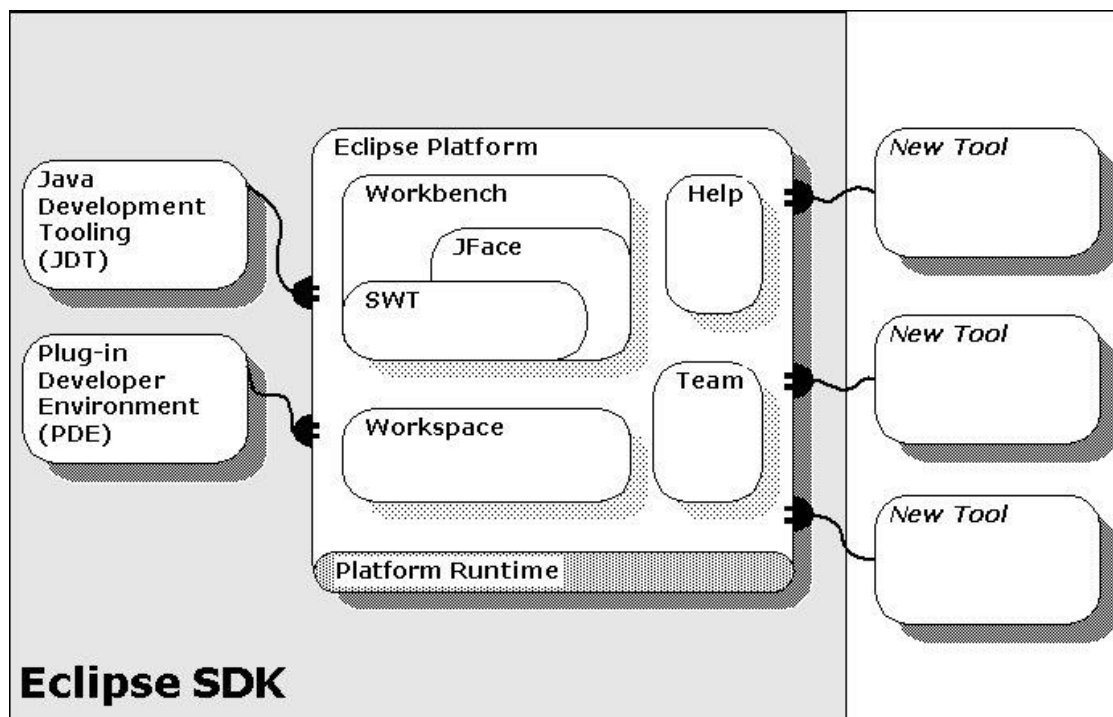 Java
Development
Tooling
(JDT)
Plug-in
Developer
Environment
(PDE)
Eclipse Platform
Workbench
JFace
SWT
Help
Team
Workspace
Platform Runtime
New Tool
New Tool
New Tool
Eclipse SDK